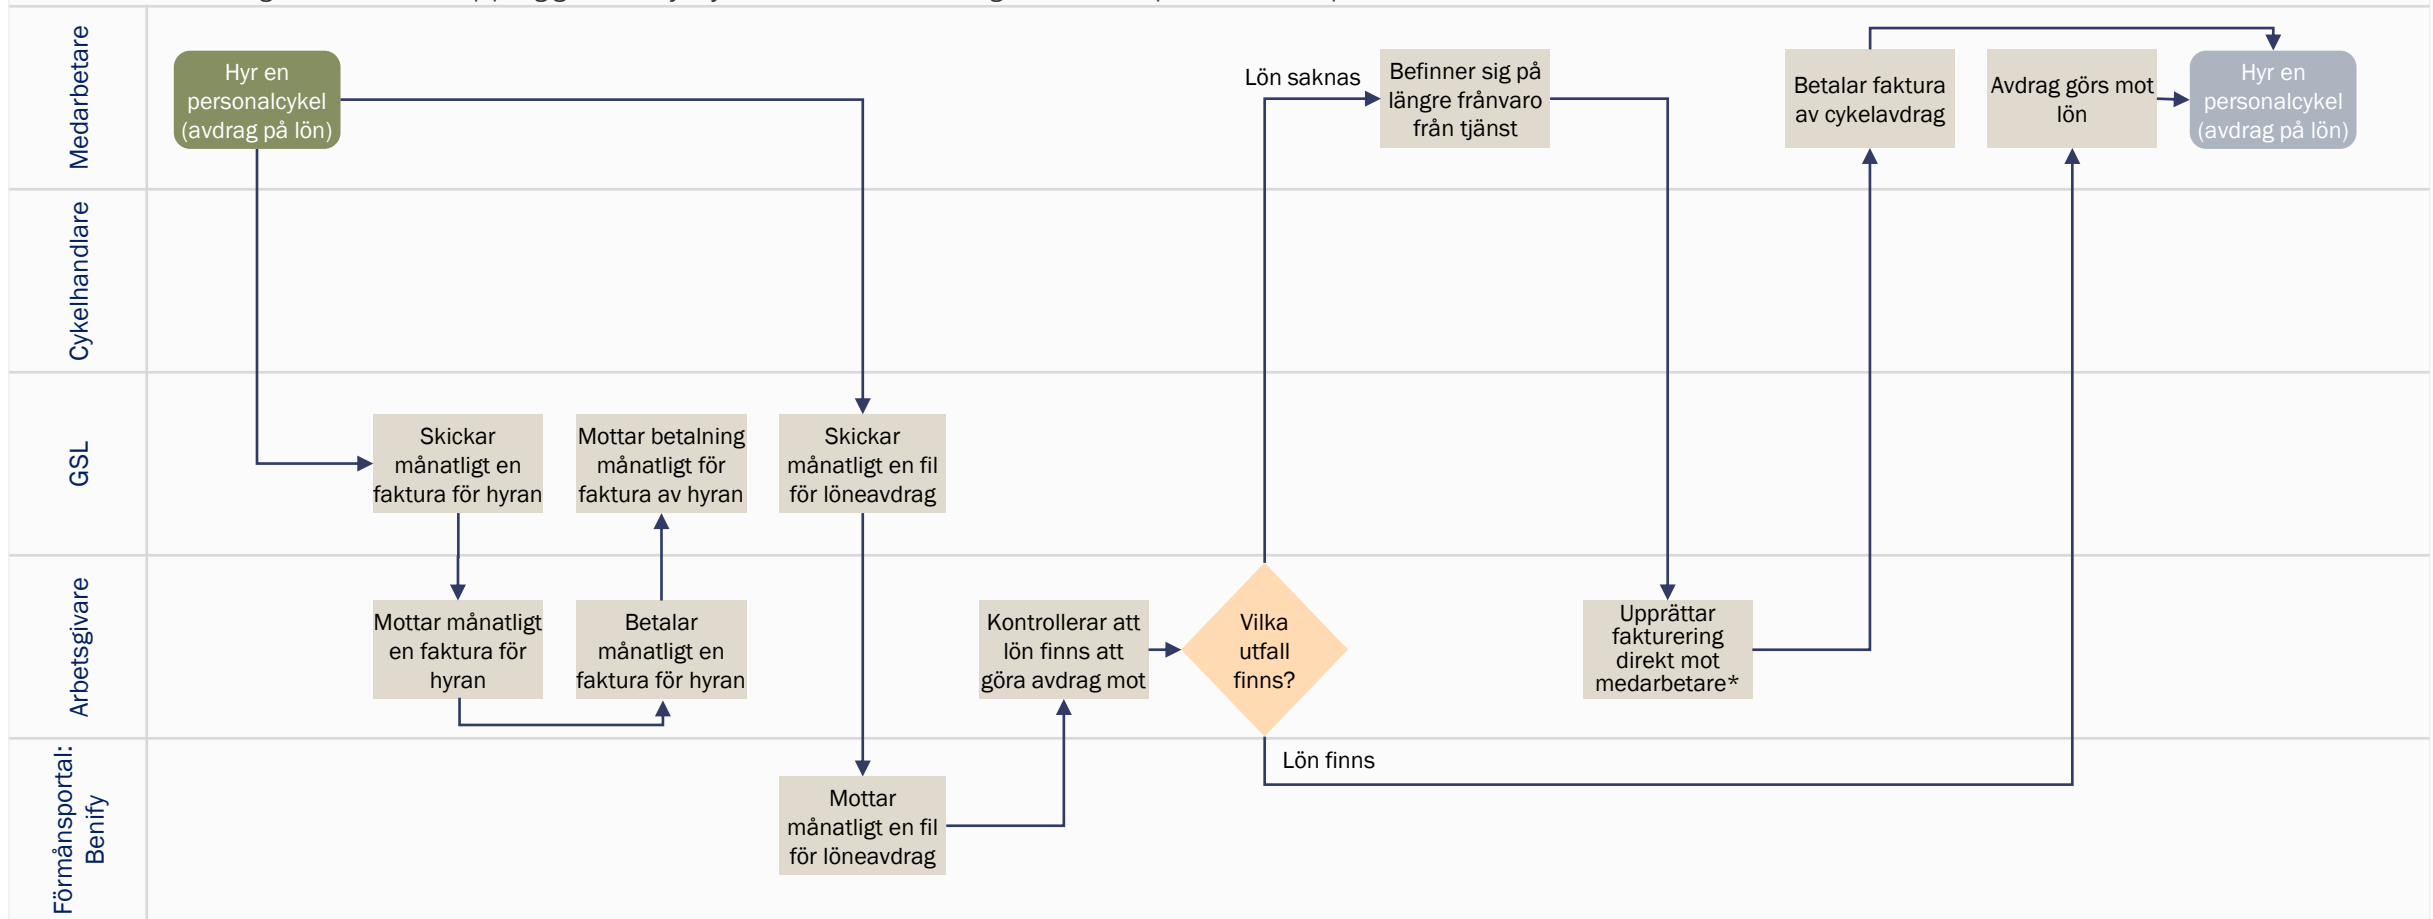 Medarbetare
Hyr en
personalcykel
(avdrag på lön)
Lön saknas
Befinner sig på
längre frånvaro
från tjänst
Betalar faktura
av cykelavdrag
Avdrag görs mot
lön
Hyr en
personalcykel
(avdrag på lön)
Cykelhandlare
GSL
Skickar
månatligt en
faktura för hyran
Mottar betalning
månatligt för
faktura av hyran
Skickar
månatligt en fil
för löneavdrag
Arbetsgivare
Mottar månatligt
en faktura för
hyran
Betalar
månatligt en
faktura för hyran
Kontrollerar att
lön finns att
göra avdrag mot
Vilka
utfall
finns?
Upprättar
fakturering
direkt mot
medarbetare*
Förmånsportal:
Benify
Lön finns
Mottar
månatligt en fil
för löneavdrag